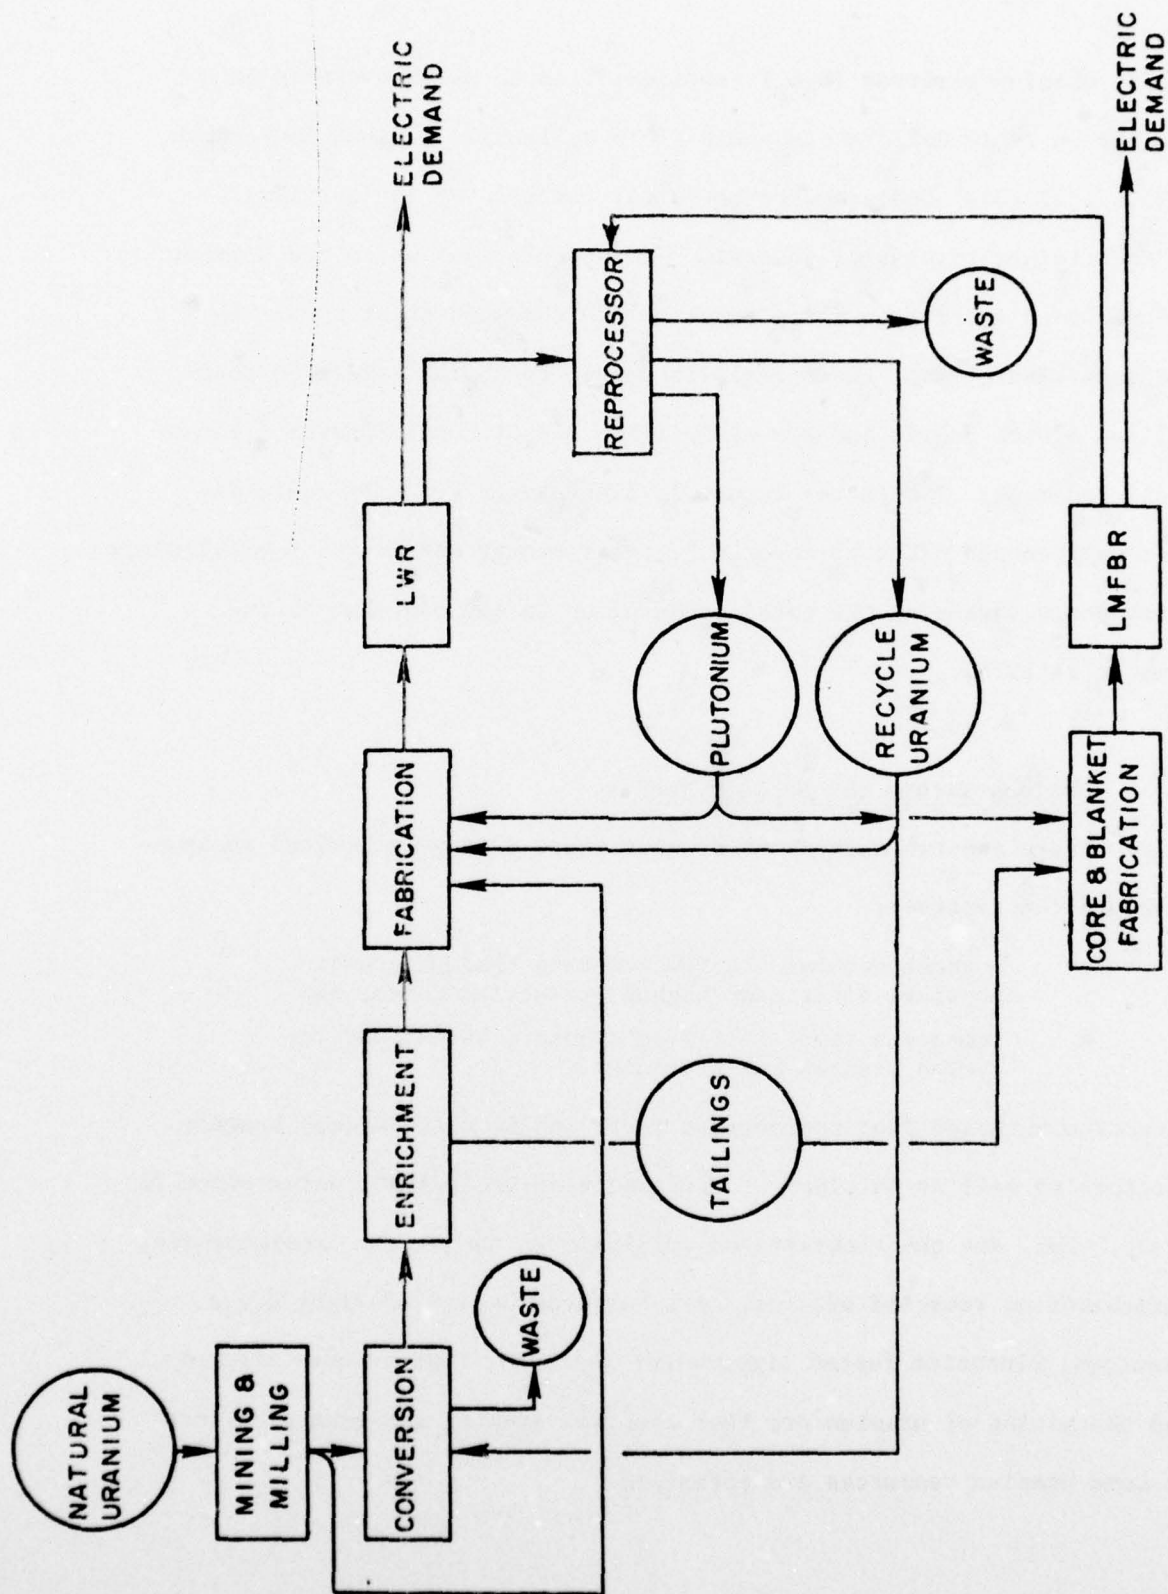 NATURAL
URANIUM
MINING &
MILLING
CONVERSION
WASTE
ENRICHMENT
TAILINGS
FABRICATION
LWR
ELECTRIC
DEMAND
REPROCESSOR
WASTE
PLUTONIUM
RECYCLE
URANIUM
CORE & BLANKET
FABRICATION
LMFBR
ELECTRIC
DEMAND